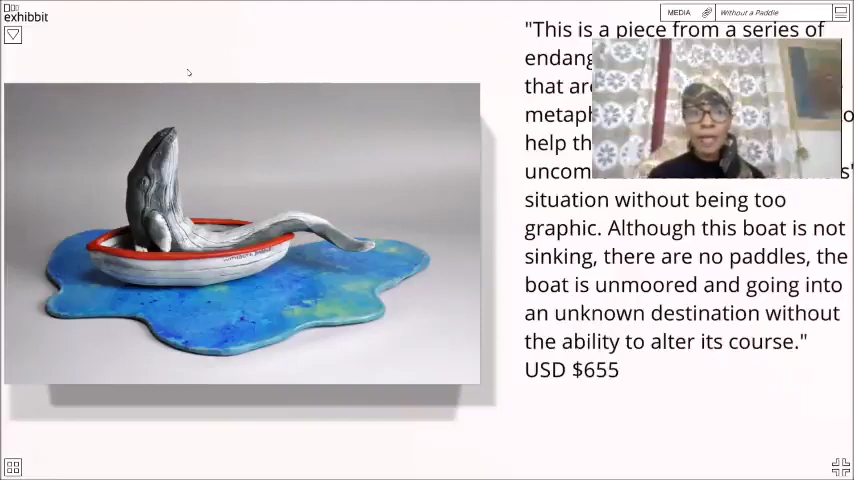 exhibbit
MEDIA
Without a Paddle
"This is a piece from a series of
endang
that are
metaph
help th
uncom
situation without being too
graphic. Although this boat is not
sinking, there are no paddles, the
boat is unmoored and going into
an unknown destination without
the ability to alter its course."
USD $655